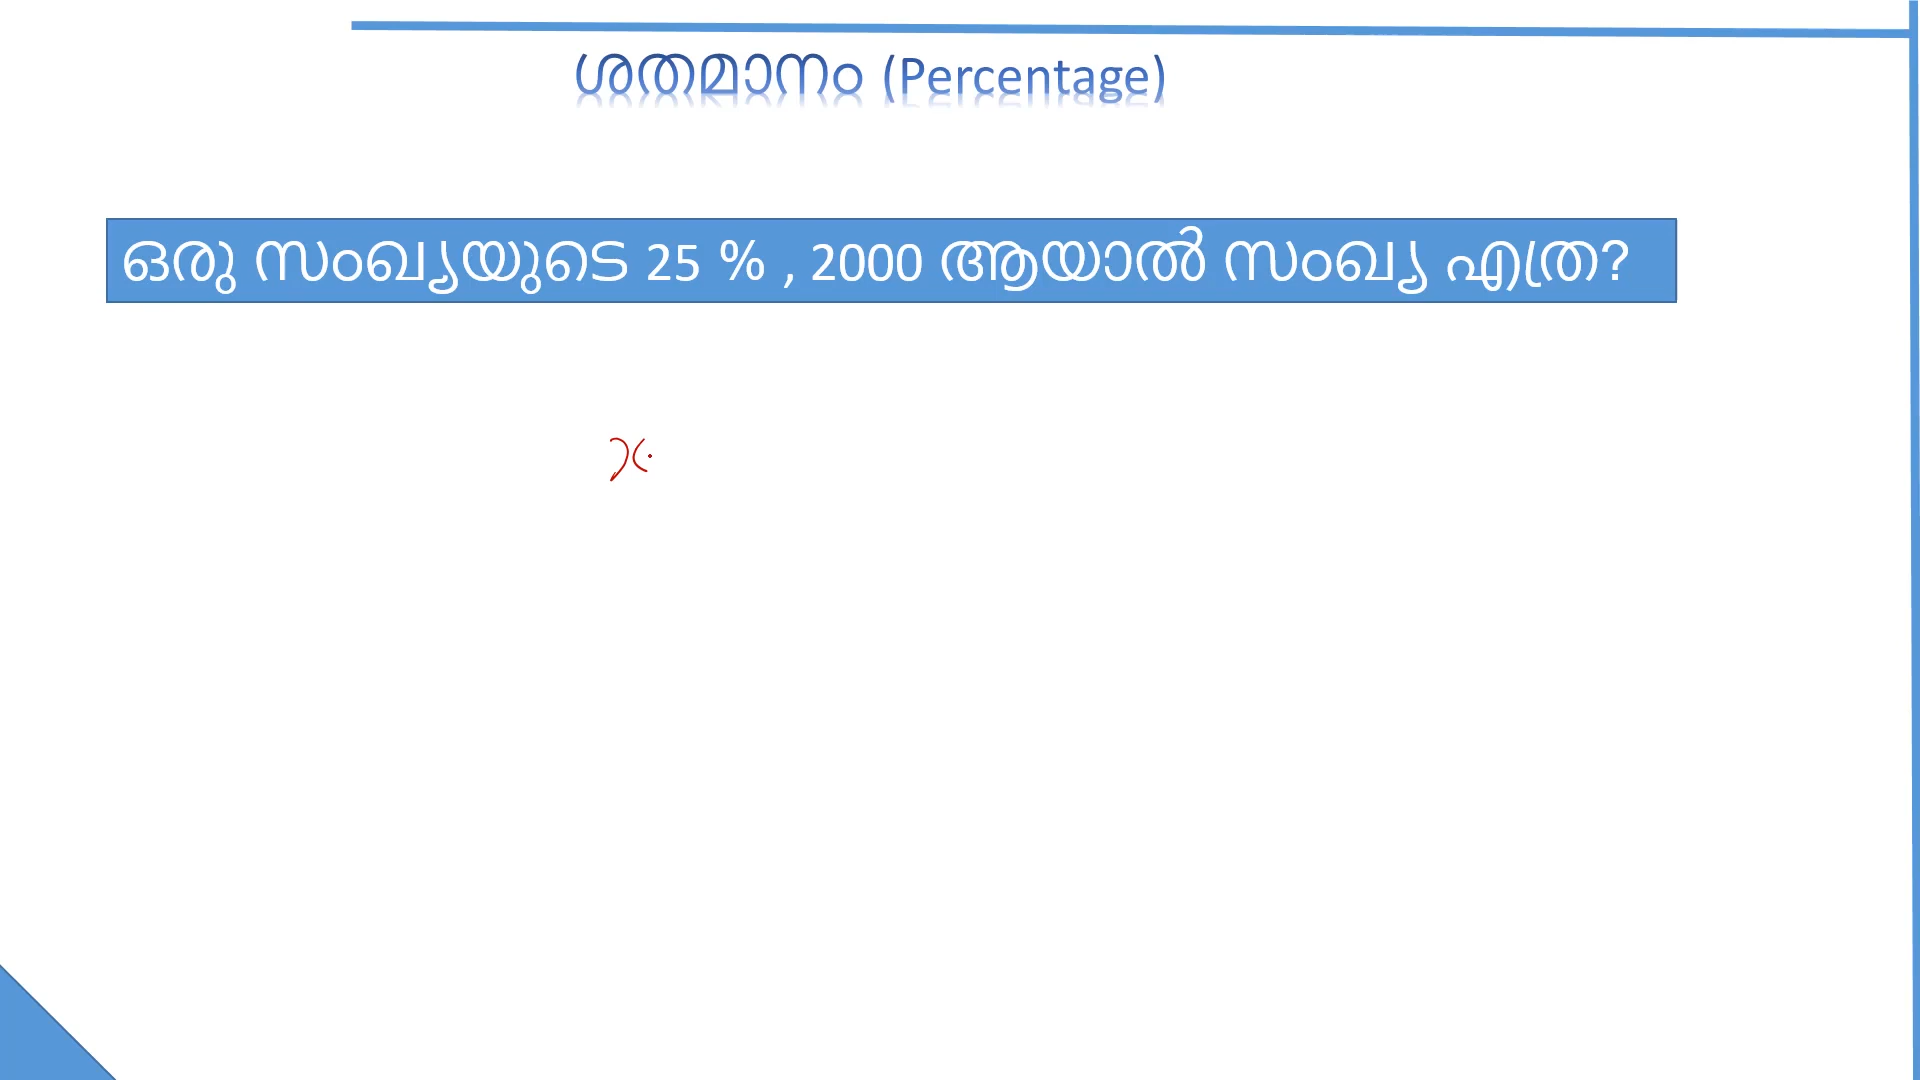 ശതമാനം (Percentage)
ഒരു സംഖ്യയുടെ 25 % , 2000 ആയാൽ സംഖ്യ എത്ര?
x